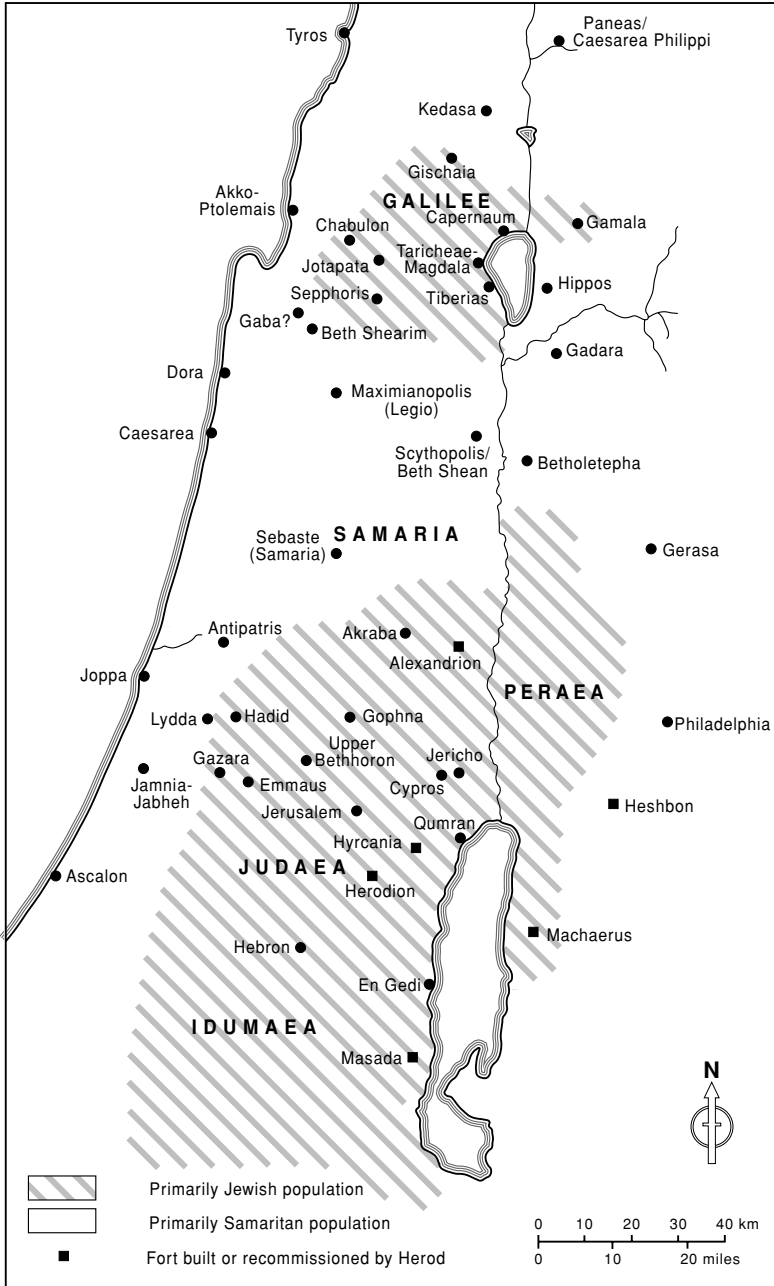 Tyros
Paneas/
Caesarea Philippi
Kedasa
Gischaia
GALILEE
Akko-
Ptolemais
Capernaum
Gamala
Chabulon
Taricheae-
Magdala
Jotapata
Sepphoris
Tiberias
Hippos
Gaba?
Beth Shearim
Gadara
Dora
Maximianopolis
(Legio)
Caesarea
Scythopolis/
Beth Shean
Betholetepha
Sebaste
(Samaria)
SAMARIA
Gerasa
Antipatris
Akraba
Alexandrion
Joppa
PERAEA
Lydda
Hadid
Gophna
Philadelphia
Upper
Bethhoron
Gazara
Jericho
Jamnia-
Jabheh
Emmaus
Cypros
Jerusalem
Heshbon
Qumran
Hyrcania
JUDAEA
Ascalon
Herodion
Hebron
Machaerus
En Gedi
IDUMAEA
Masada
N
Primarily Jewish population
Primarily Samaritan population
Fort built or recommissioned by Herod
0 10 20 30 40 km
0 10 20 miles